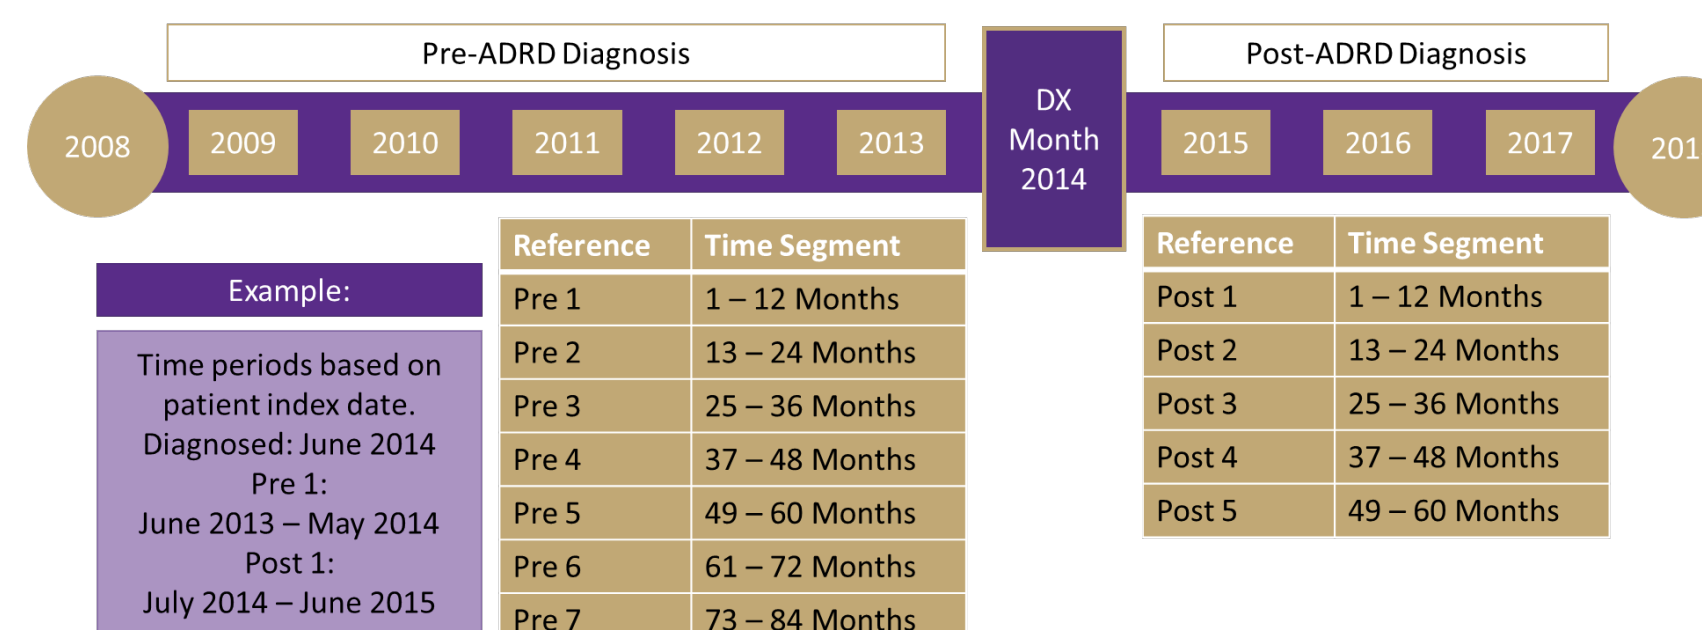 Pre-ADRD Diagnosis
Post-ADRD Diagnosis
2008
2009
2010
2011
2012
2013
DX
Month
2014
2015
2016
2017
201
Example:
Time periods based on
patient index date.
Diagnosed: June 2014
Pre 1:
June 2013 – May 2014
Post 1:
July 2014 – June 2015
Reference Time Segment
Pre 1 1 – 12 Months
Pre 2 13 – 24 Months
Pre 3 25 – 36 Months
Pre 4 37 – 48 Months
Pre 5 49 – 60 Months
Pre 6 61 – 72 Months
Pre 7 73 – 84 Months
Reference Time Segment
Post 1 1 – 12 Months
Post 2 13 – 24 Months
Post 3 25 – 36 Months
Post 4 37 – 48 Months
Post 5 49 – 60 Months